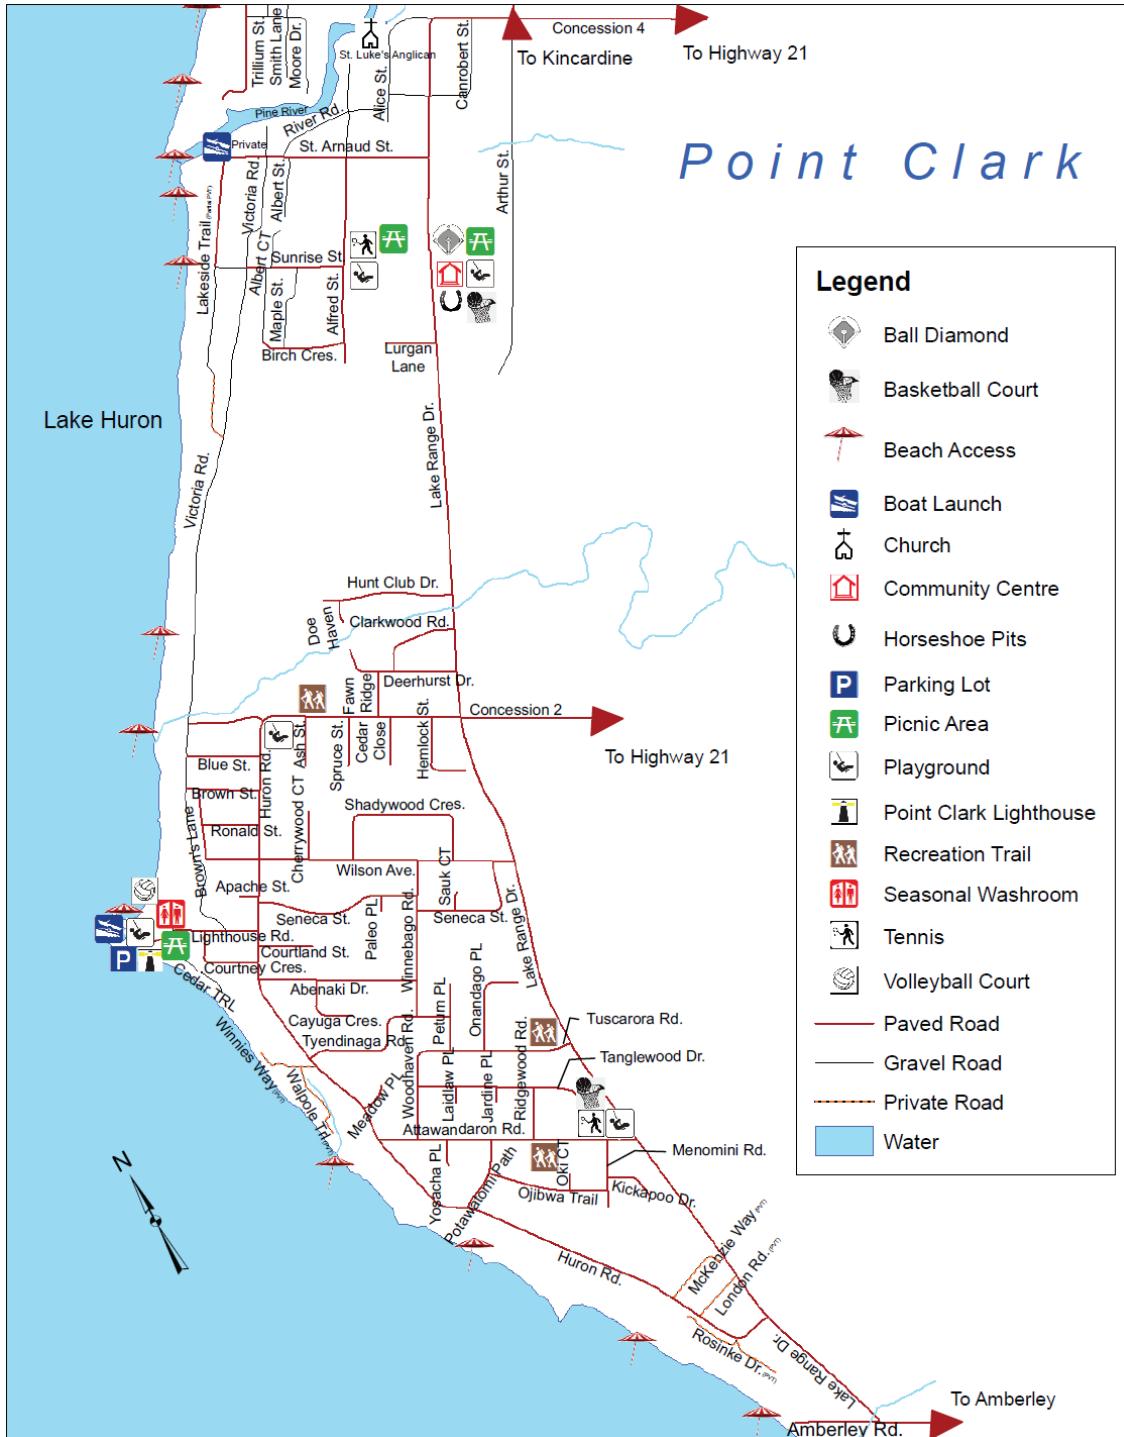 Concession 4
To Highway 21
To Kincardine
Trillium St.
Smith Lane
Moore Dr.
St. Luke's Anglican
Alice St.
Canrobert St.
Pine River
River Rd.
Private
St. Arnaud St.
Point Clark
Arthur St.
Victoria Rd.
Albert St.
Lakeside Trail (Partial PVT)
Albert CT
Sunrise St.
Maple St.
Alfred St.
Birch Cres.
Lurgan
Lane
Lake Huron
Lake Range Dr.
Victoria Rd.
Hunt Club Dr.
Doe
Haven
Clarkwood Rd.
Fawn
Ridge
Deerhurst Dr.
Hemlock St.
Concession 2
To Highway 21
Ash St.
Spruce St.
Cedar
Close
Blue St.
Huron Rd.
Cherrywood CT
Brown St.
Shadywood Cres.
Ronald St.
Brown's Lane
Wilson Ave.
Sauk CT
Apache St.
Seneca St.
Paleo PL
Winnebago Rd.
Seneca St.
Lake Range Dr.
Lighthouse Rd.
Courtland St.
Courtney Cres.
P
Cedar TRL
Abenaki Dr.
Petum PL
Onandago PL
Cayuga Cres.
Tyendinaga Rd.
Woodhaven Rd.
Winnies Way (PVT)
Walpole Trl (PVT)
Meadow PL
Laidlaw PL
Jardine PL
Ridgewood Rd.
Tuscarora Rd.
Tanglewood Dr.
Attawandaron Rd.
Menomini Rd.
Yosacha PL
Potawatomi Path
Oki CT
Ojibwa Trail
Kickapoo Dr.
N
Huron Rd.
McKenzie Way (PVT)
London Rd. (PVT)
Rosinke Dr. (PVT)
Lake Range Dr.
To Amberley
Amberley Rd.
Legend
Ball Diamond
Basketball Court
Beach Access
Boat Launch
Church
Community Centre
Horseshoe Pits
P Parking Lot
Picnic Area
Playground
Point Clark Lighthouse
Recreation Trail
Seasonal Washroom
Tennis
Volleyball Court
Paved Road
Gravel Road
Private Road
Water